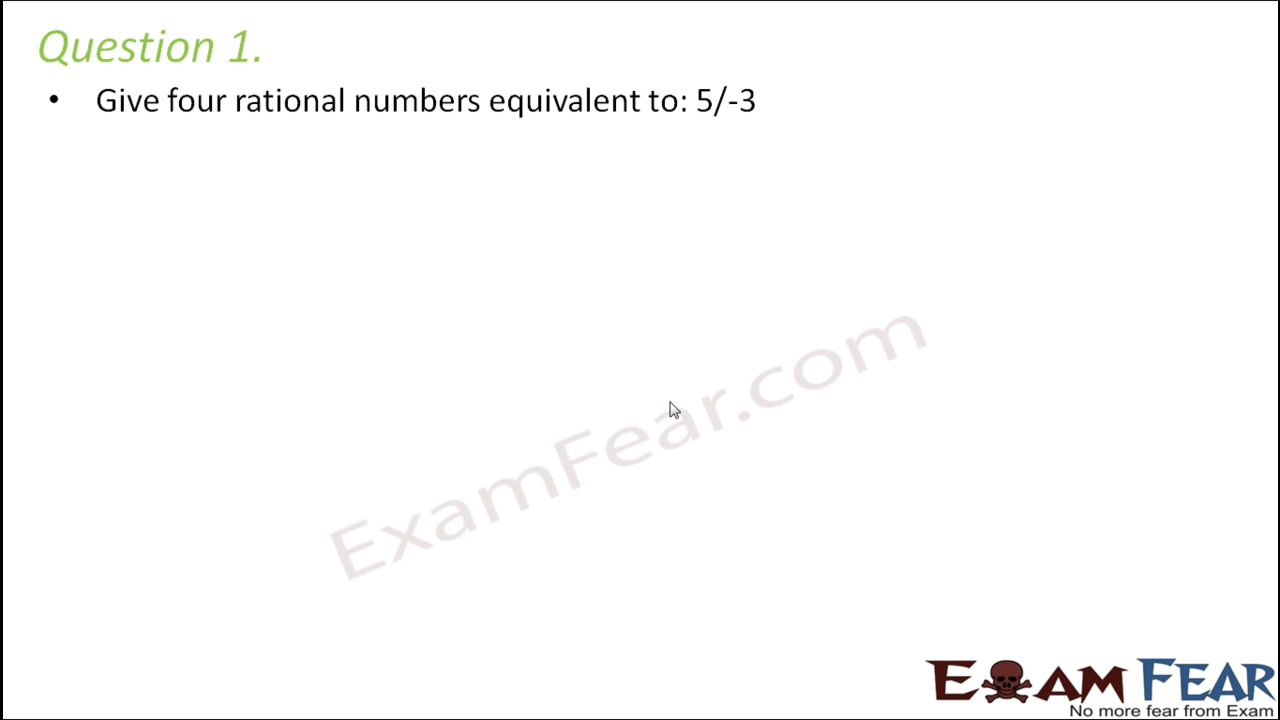 Question 1.
• Give four rational numbers equivalent to: 5/-3
ExamFear.com
EXAM FEAR
No more fear from Exam